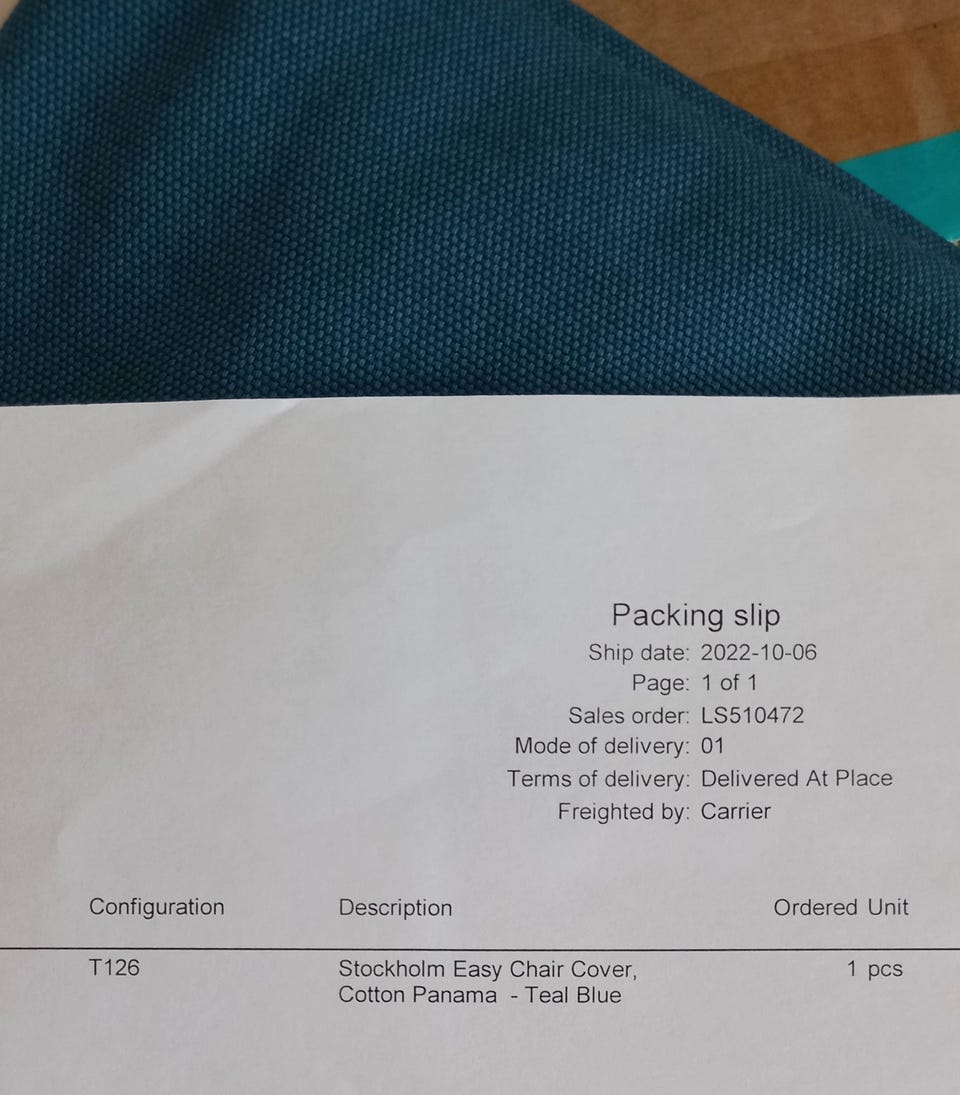 Packing slip
Ship date: 2022-10-06
Page: 1 of 1
Sales order: LS510472
Mode of delivery: 01
Terms of delivery: Delivered At Place
Freighted by: Carrier
Configuration Description Ordered Unit
T126 Stockholm Easy Chair Cover, 1 pcs
Cotton Panama - Teal Blue